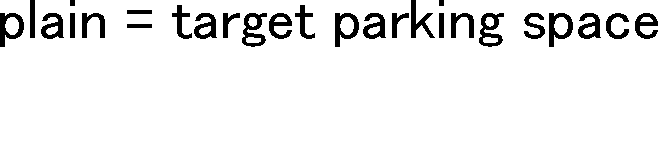 plain = target parking space